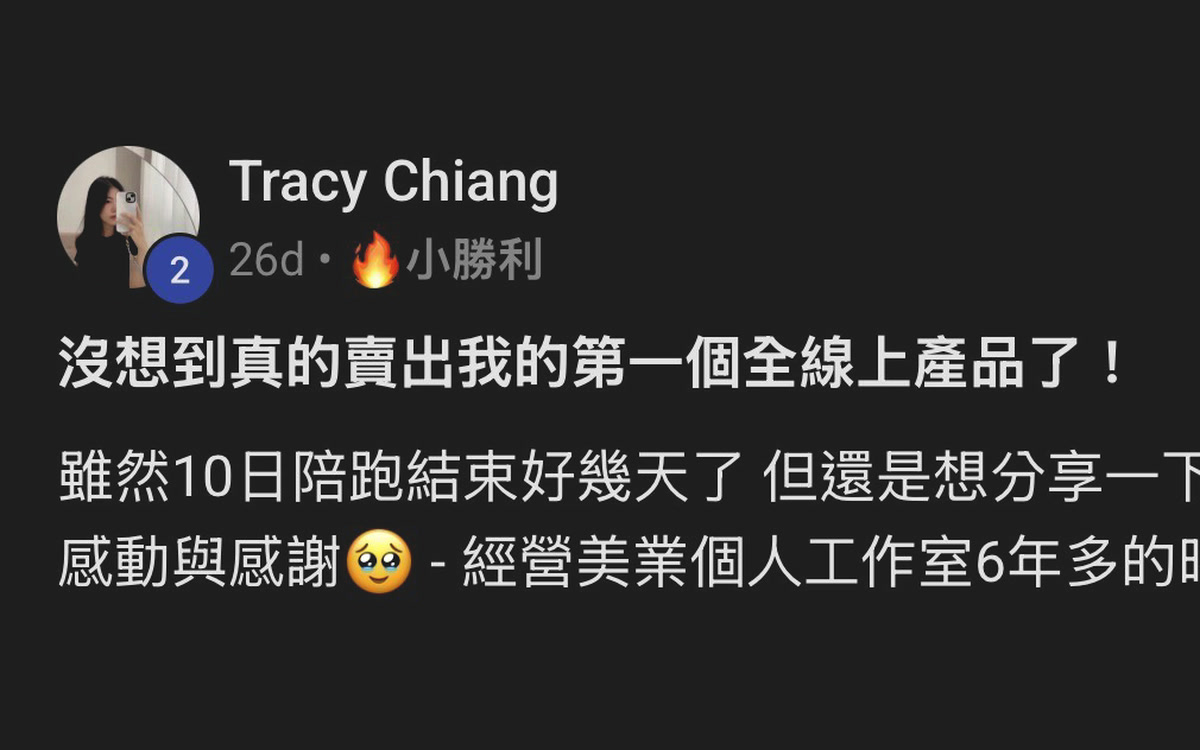 Tracy Chiang
2
26d • 🔥小勝利
沒想到真的賣出我的第一個全線上產品了！
雖然10日陪跑結束好幾天了 但還是想分享一下
感動與感謝🥹 - 經營美業個人工作室6年多的